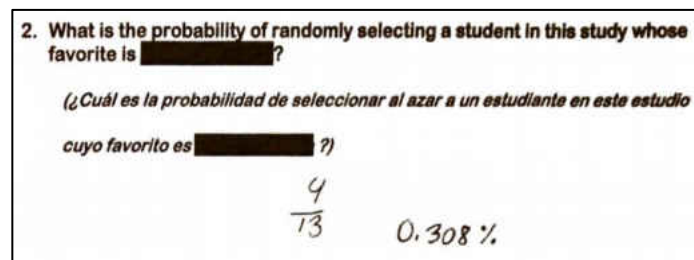 2. What is the probability of randomly selecting a student in this study whose
favorite is ?
(¿Cuál es la probabilidad de seleccionar al azar a un estudiante en este estudio
cuyo favorito es ?)
4
13
0.308 %